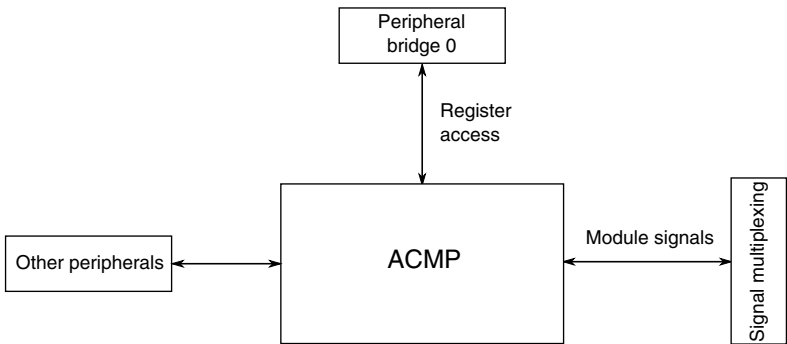 Peripheral
bridge 0
Register
access
Other peripherals
ACMP
Module signals
Signal multiplexing